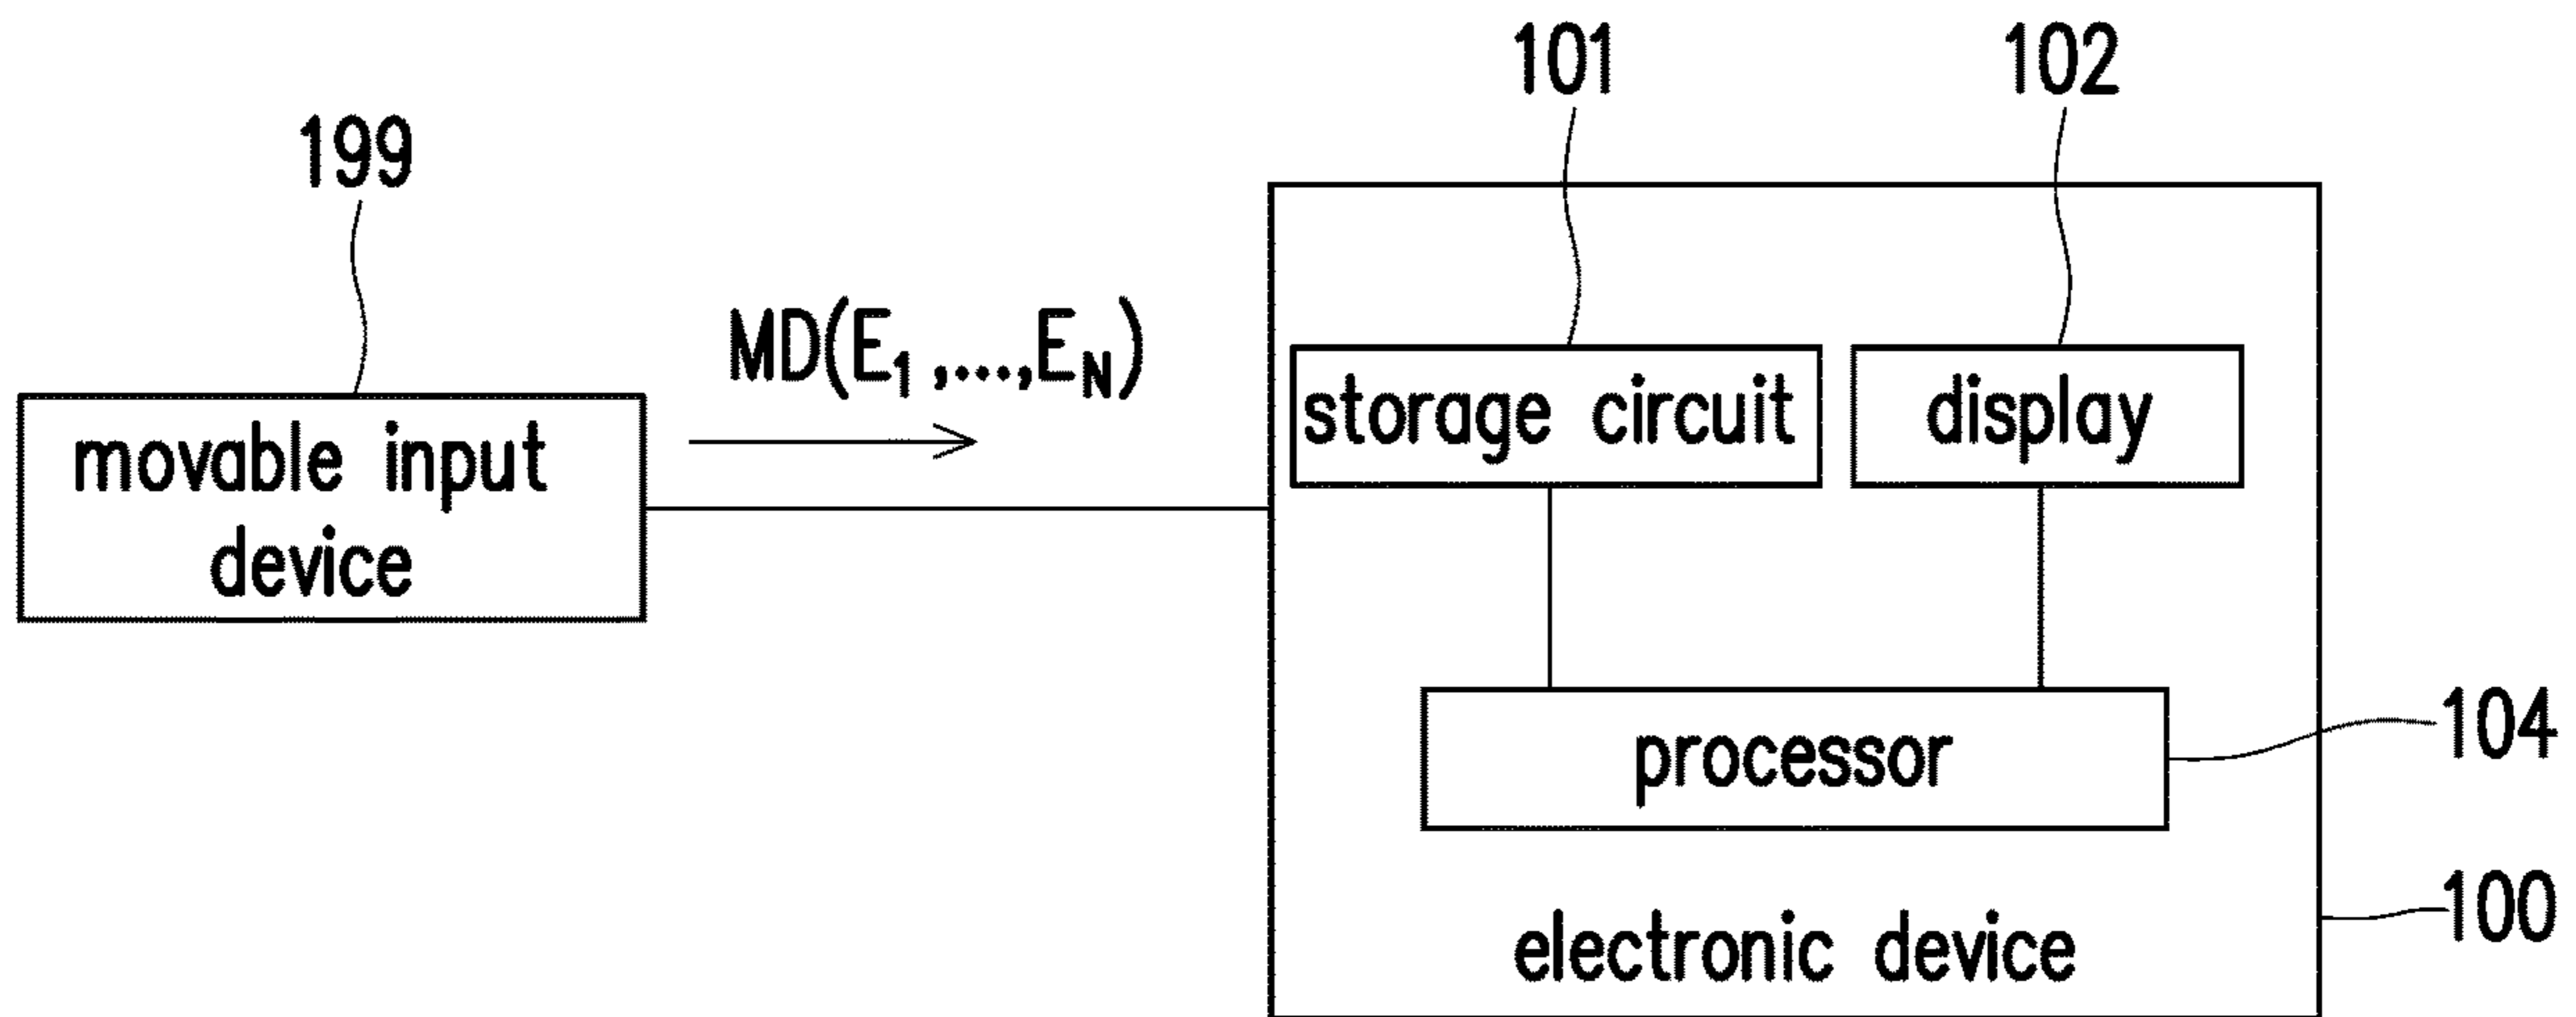 101
102
199
MD(E₁,...,Eₙ)
storage circuit
display
movable input
device
processor
104
100
electronic device